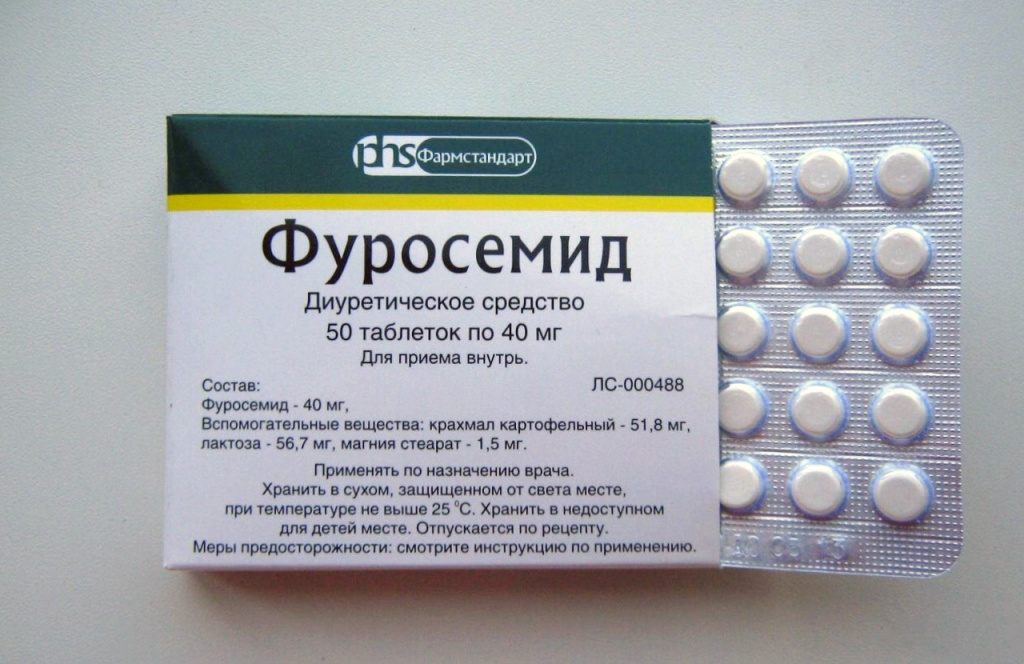 phs Фармстандарт
Фуросемид
Диуретическое средство
50 таблеток по 40 мг
Для приема внутрь.
Состав: ЛС-000488
Фуросемид - 40 мг,
Вспомогательные вещества: крахмал картофельный - 51,8 мг,
лактоза - 56,7 мг, магния стеарат - 1,5 мг.
Применять по назначению врача.
Хранить в сухом, защищенном от света месте,
при температуре не выше 25 °С. Хранить в недоступном
для детей месте. Отпускается по рецепту.
Меры предосторожности: смотрите инструкцию по применению.